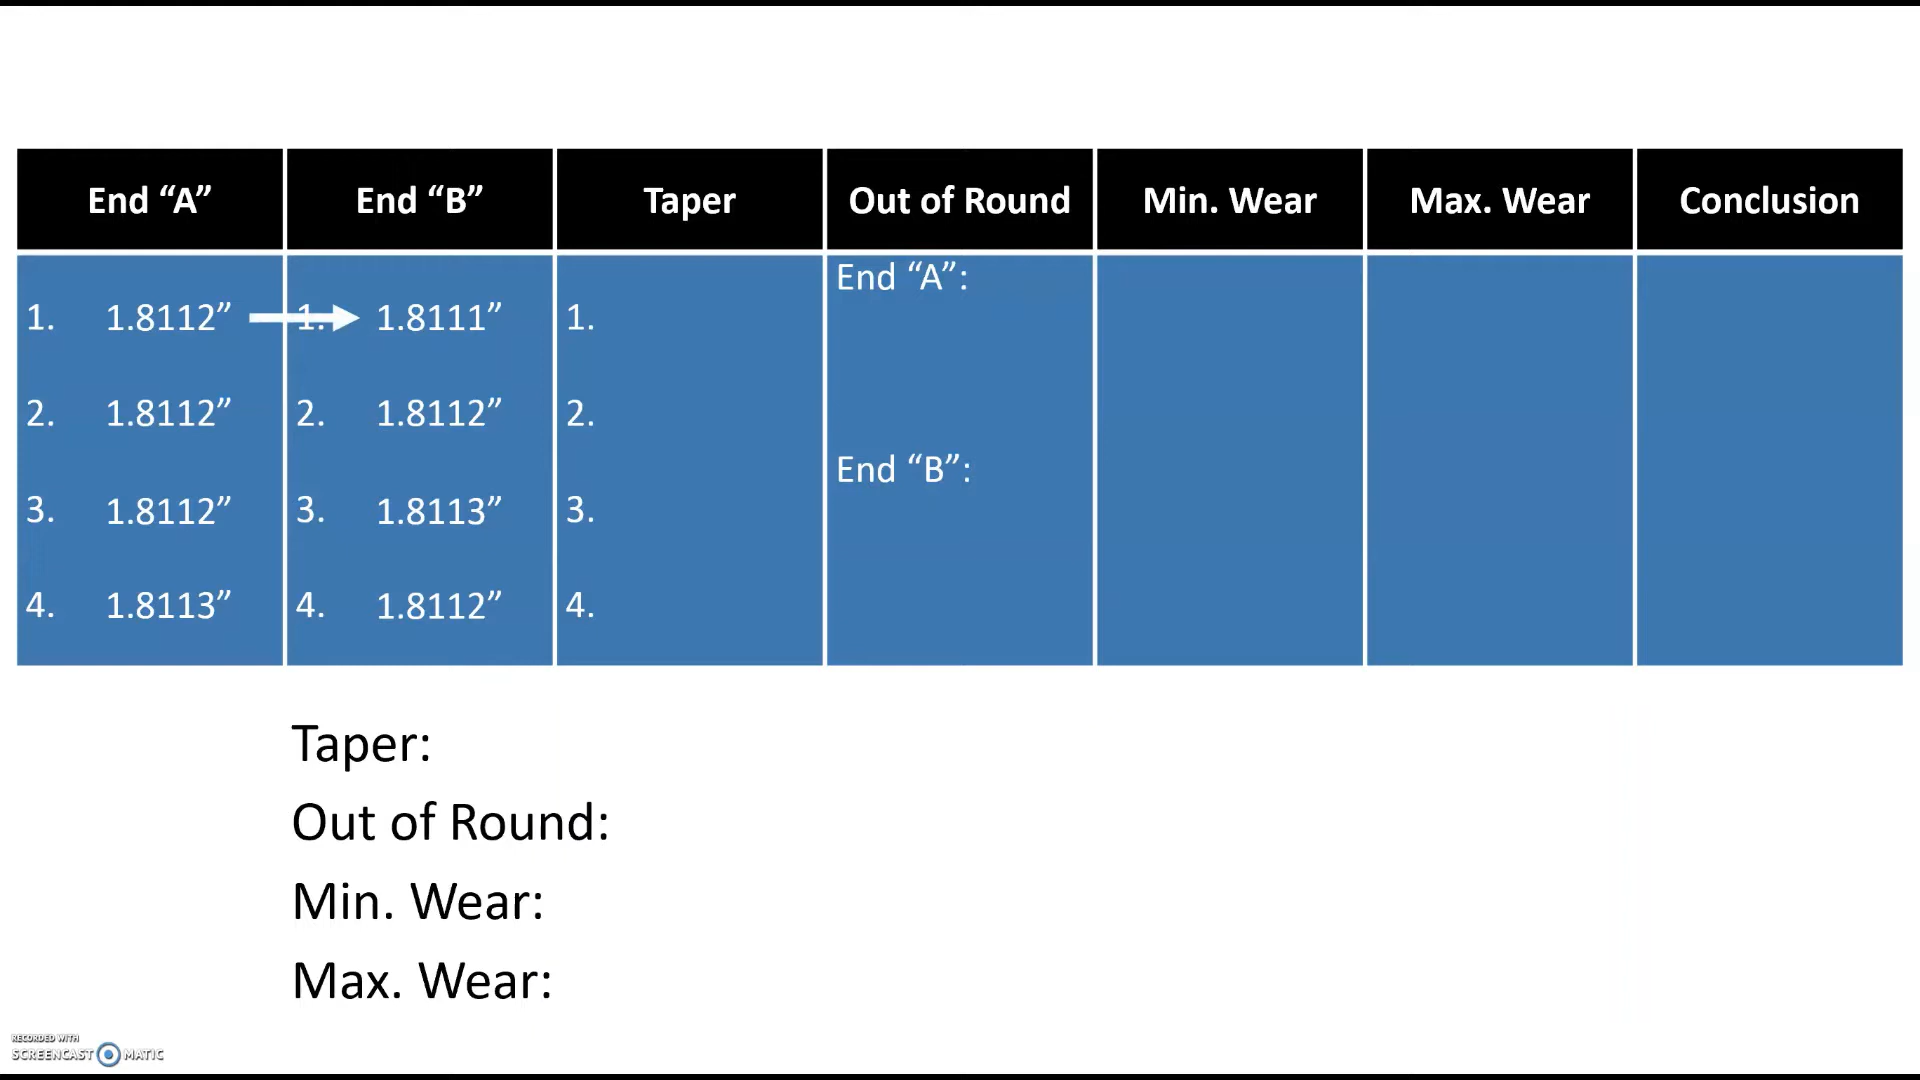 End “A” End “B” Taper Out of Round Min. Wear Max. Wear Conclusion
End “A”:
1. 1.8112” 1. 1.8111” 1.
2. 1.8112” 2. 1.8112” 2.
End “B”:
3. 1.8112” 3. 1.8113” 3.
4. 1.8113” 4. 1.8112” 4.
Taper:
Out of Round:
Min. Wear:
Max. Wear:
RECORDED WITH
SCREENCAST MATIC